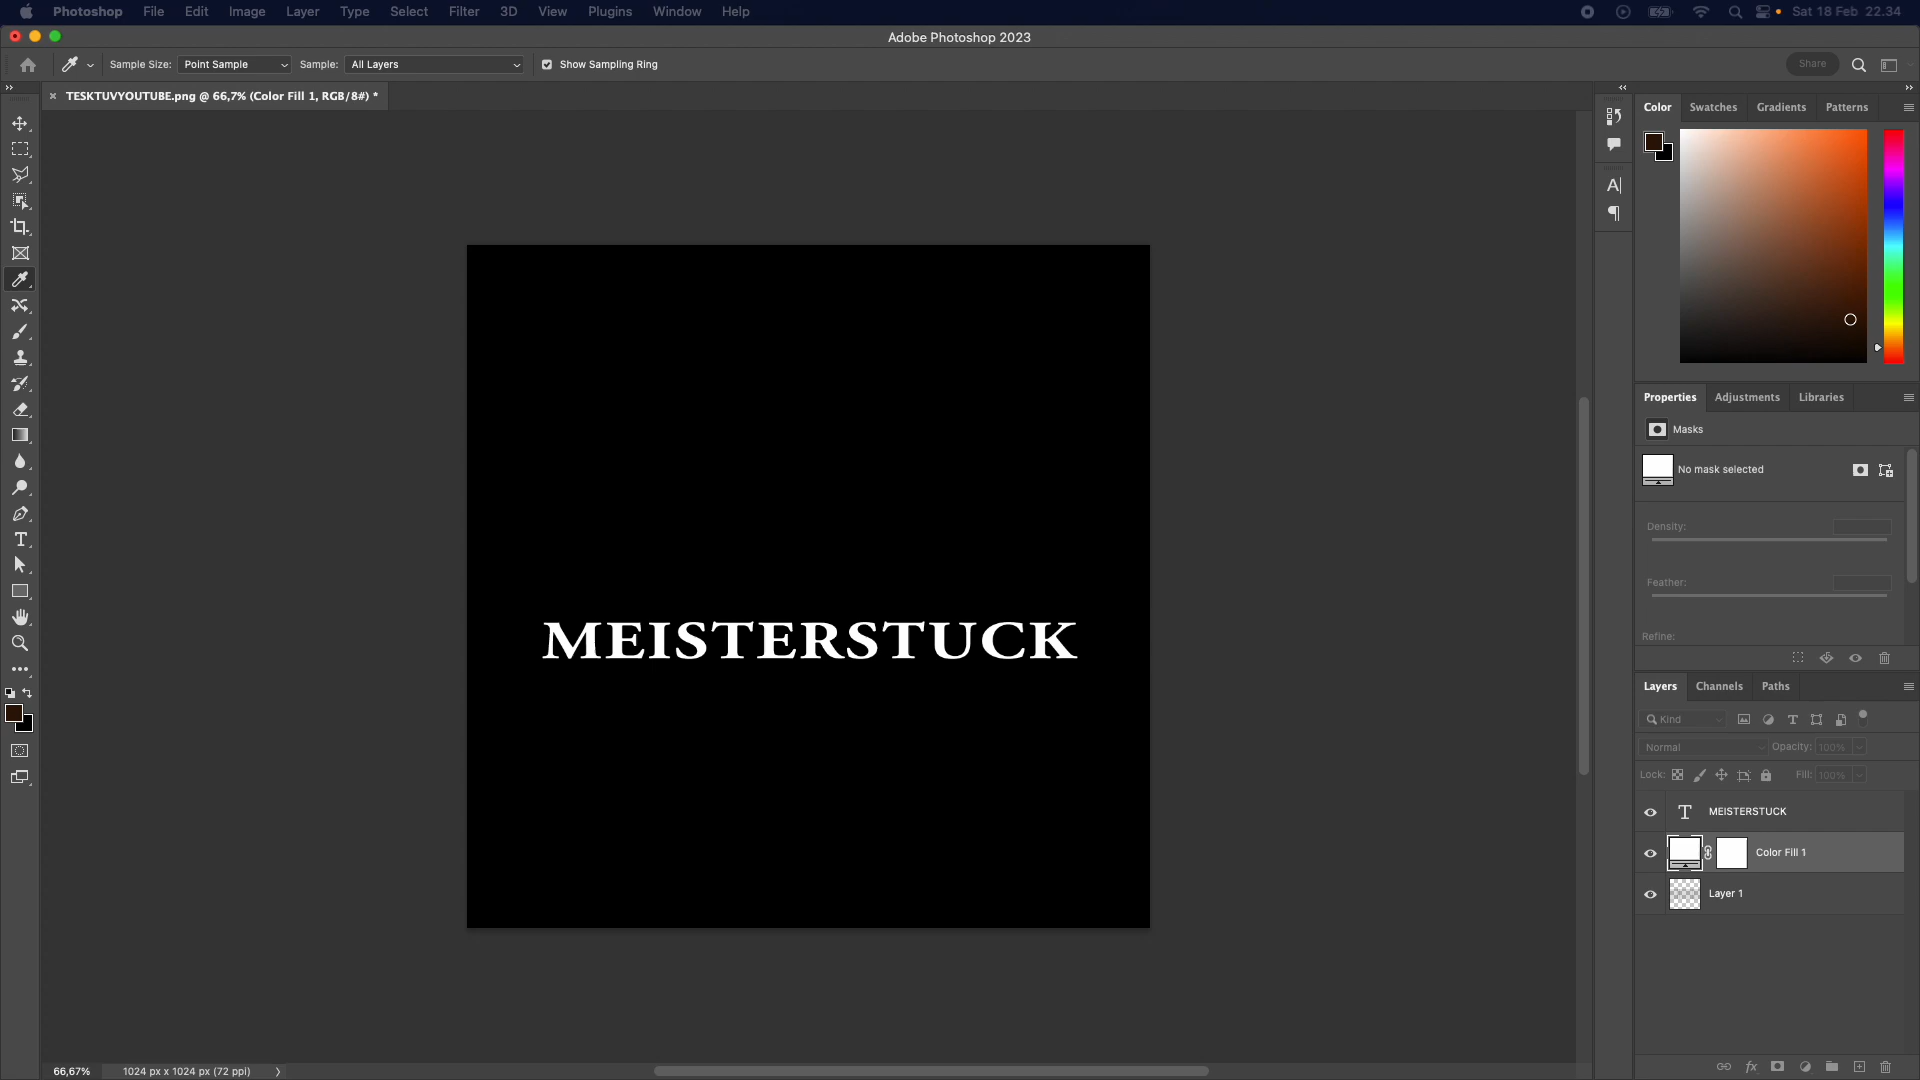 Photoshop File Edit Image Layer Type Select Filter 3D View Plugins Window Help Sat 18 Feb 22.34
Adobe Photoshop 2023
Sample Size: Point Sample Sample: All Layers Show Sampling Ring Share
TESKTUVYOUTUBE.png @ 66,7% (Color Fill 1, RGB/8#) *
Color Swatches Gradients Patterns
Properties Adjustments Libraries
Masks
No mask selected
Density:
Feather:
Refine:
MEISTERSTUCK
Layers Channels Paths
Kind
Normal Opacity: 100%
Lock: Fill: 100%
MEISTERSTUCK
Color Fill 1
Layer 1
66,67% 1024 px x 1024 px (72 ppi)